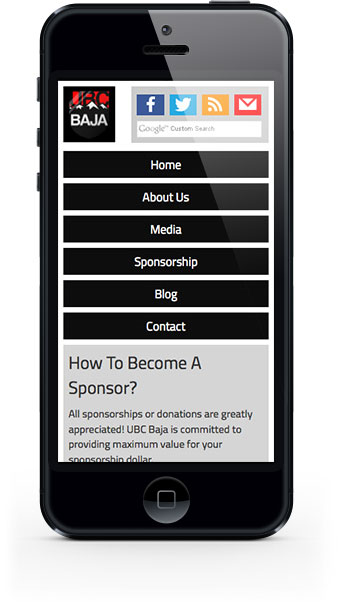 UBC
BAJA
Google™ Custom Search
Home
About Us
Media
Sponsorship
Blog
Contact
How To Become A
Sponsor?
All sponsorships or donations are greatly
appreciated! UBC Baja is committed to
providing maximum value for your
sponsorship dollar.